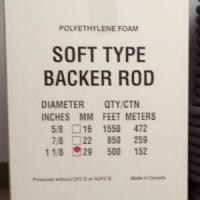 POLYETHYLENE FOAM
SOFT TYPE
BACKER ROD
DIAMETER QTY/CTN
INCHES MM FEET METERS
5/8 16 1550 472
7/8 22 850 259
1 1/8 29 500 152
Produced without CFC'S or HCFC'S Made in Canada